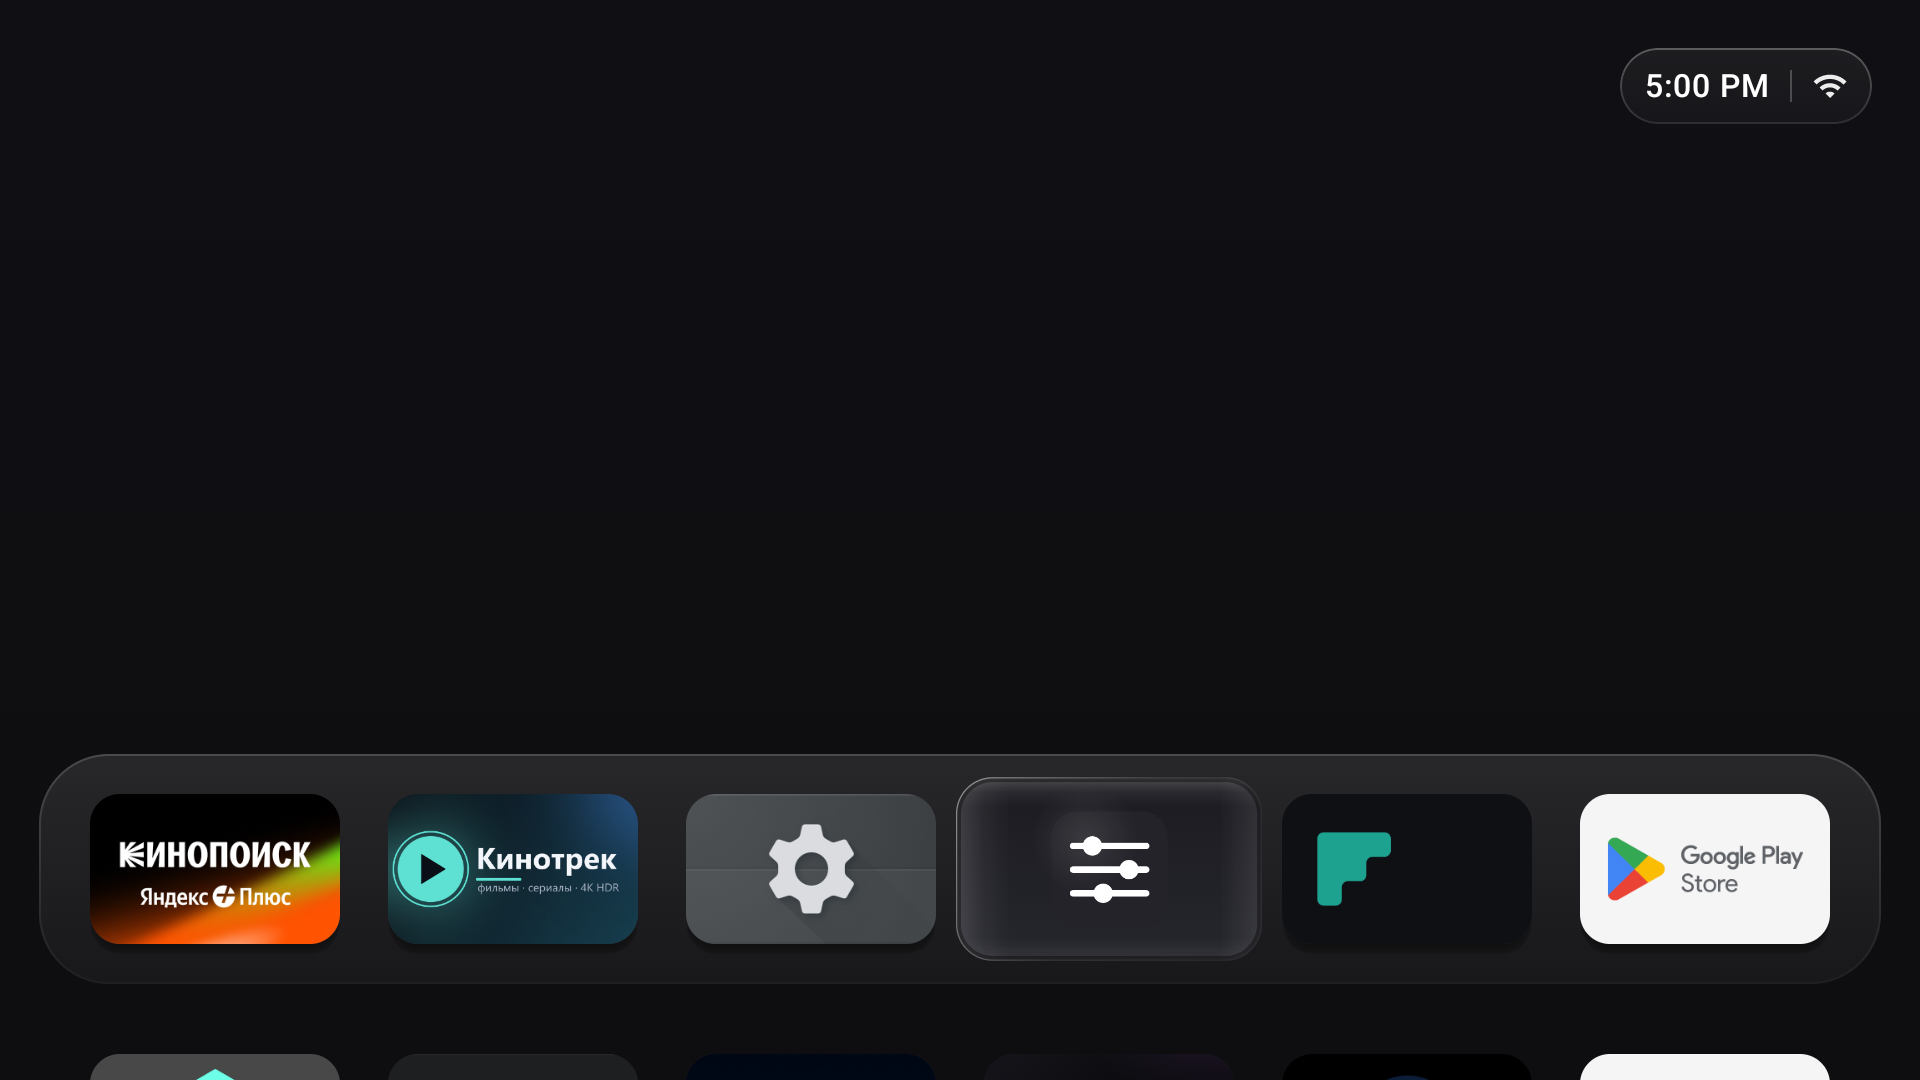 5:00 PM
КИНОПОИСК
Яндекс Плюс
Кинотрек
фильмы · сериалы · 4K HDR
Google Play
Store